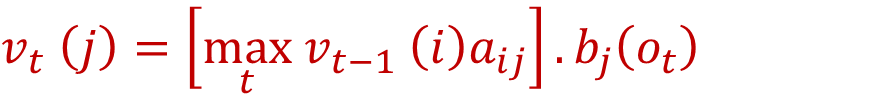 v_t (j) = [max_t v_{t−1} (i)a_{ij}] . b_j(o_t)